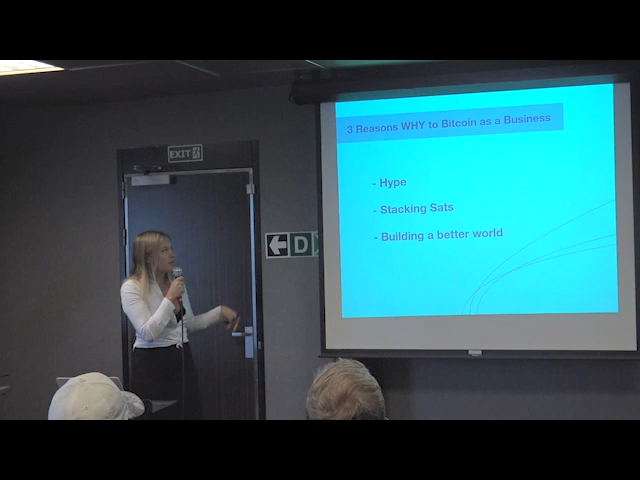 3 Reasons WHY to Bitcoin as a Business
- Hype
- Stacking Sats
- Building a better world
EXIT
D